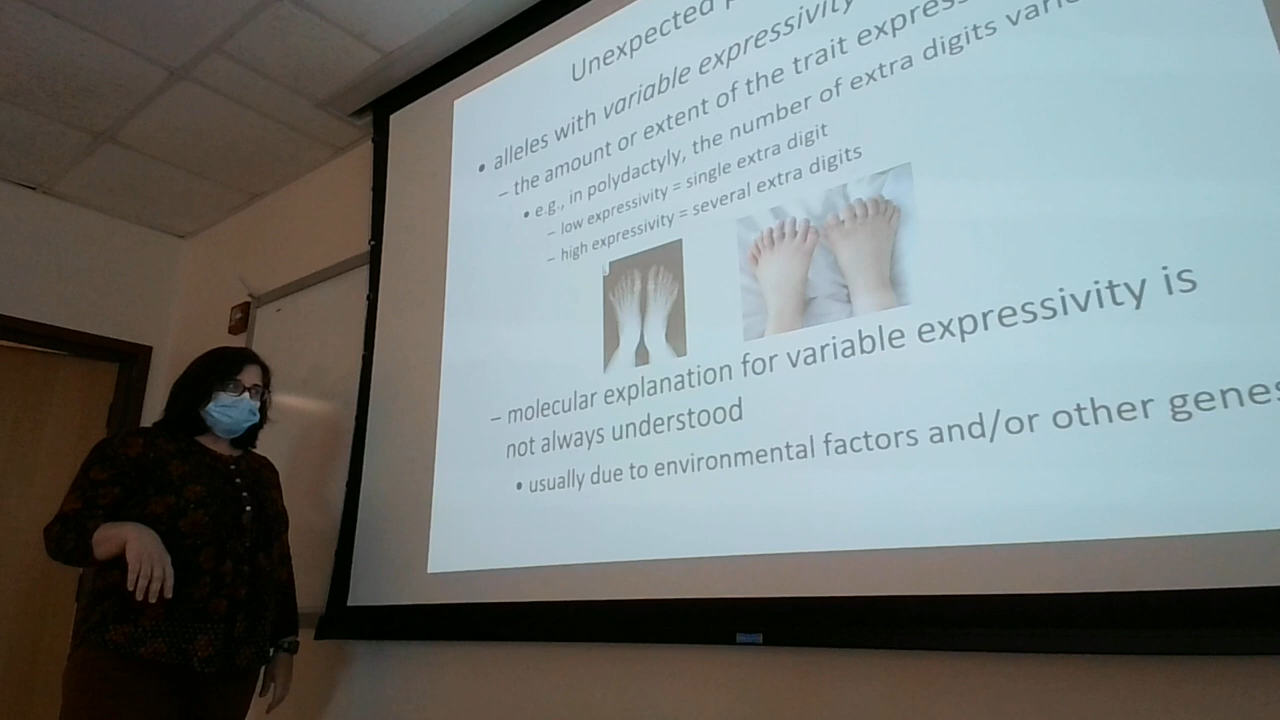 Unexpected
• alleles with variable expressivity
– the amount or extent of the trait
• e.g., in polydactyly, the number of extra digits
– low expressivity = single extra digit
– high expressivity = several extra digits
– molecular explanation for variable expressivity is
not always understood
• usually due to environmental factors and/or other genes